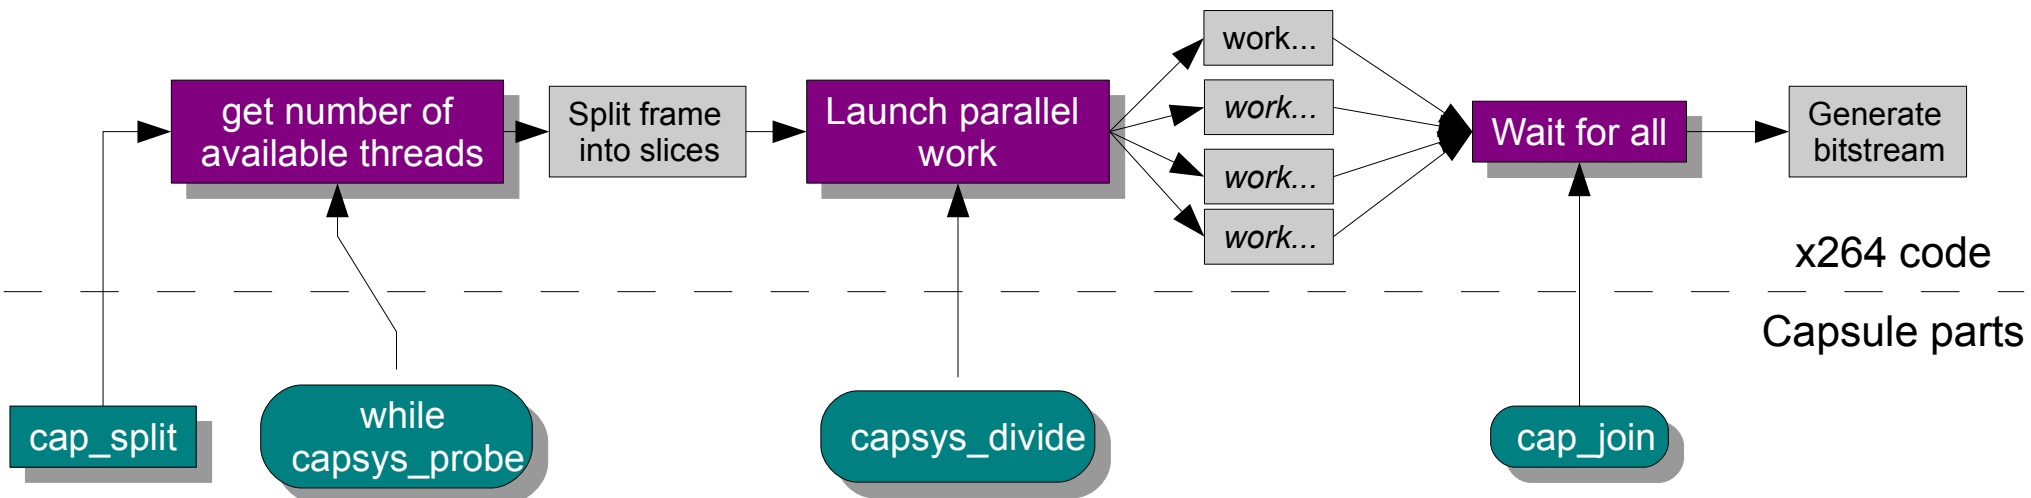 get number of
available threads
Split frame
into slices
Launch parallel
work
work...
work...
work...
work...
Wait for all
Generate
bitstream
x264 code
Capsule parts
cap_split
while
capsys_probe
capsys_divide
cap_join